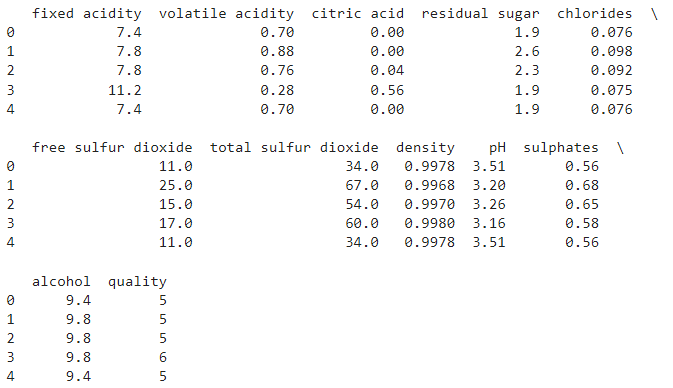 fixed acidity  volatile acidity  citric acid  residual sugar  chlorides  \
0            7.4              0.70         0.00             1.9      0.076
1            7.8              0.88         0.00             2.6      0.098
2            7.8              0.76         0.04             2.3      0.092
3           11.2              0.28         0.56             1.9      0.075
4            7.4              0.70         0.00             1.9      0.076

   free sulfur dioxide  total sulfur dioxide  density    pH  sulphates  \
0                 11.0                  34.0   0.9978  3.51       0.56
1                 25.0                  67.0   0.9968  3.20       0.68
2                 15.0                  54.0   0.9970  3.26       0.65
3                 17.0                  60.0   0.9980  3.16       0.58
4                 11.0                  34.0   0.9978  3.51       0.56

   alcohol  quality
0      9.4        5
1      9.8        5
2      9.8        5
3      9.8        6
4      9.4        5